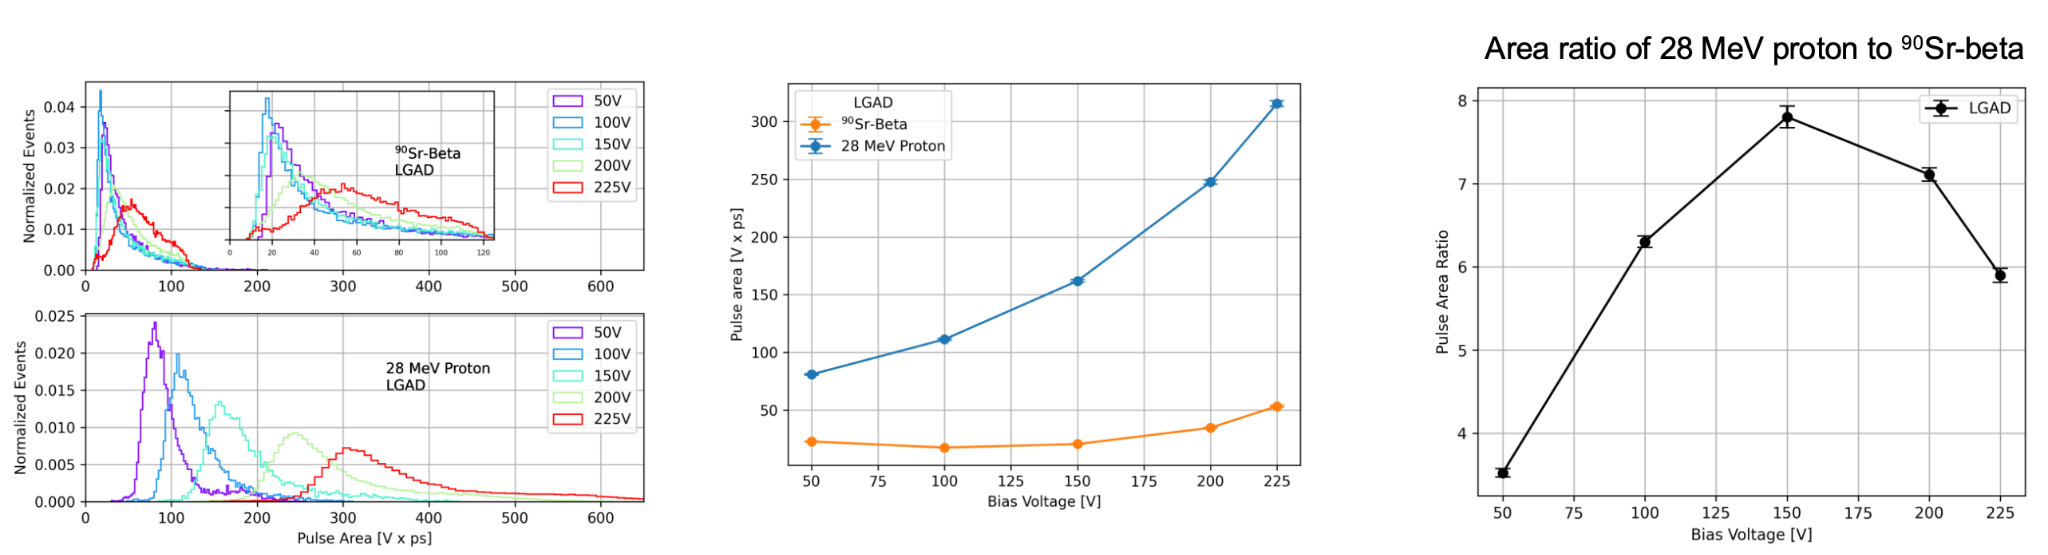 Area ratio of 28 MeV proton to ⁹⁰Sr-beta
Normalized Events
0.04
0.03
0.02
0.01
0.00
⁹⁰Sr-Beta
LGAD
0 20 40 60 80 100 120
50V
100V
150V
200V
225V
0 100 200 300 400 500 600
Normalized Events
0.025
0.020
0.015
0.010
0.005
0.000
28 MeV Proton
LGAD
50V
100V
150V
200V
225V
0 100 200 300 400 500 600
Pulse Area [V x ps]
Pulse area [V x ps]
300
250
200
150
100
50
LGAD
⁹⁰Sr-Beta
28 MeV Proton
50 75 100 125 150 175 200 225
Bias Voltage [V]
Pulse Area Ratio
8
7
6
5
4
LGAD
50 75 100 125 150 175 200 225
Bias Voltage [V]